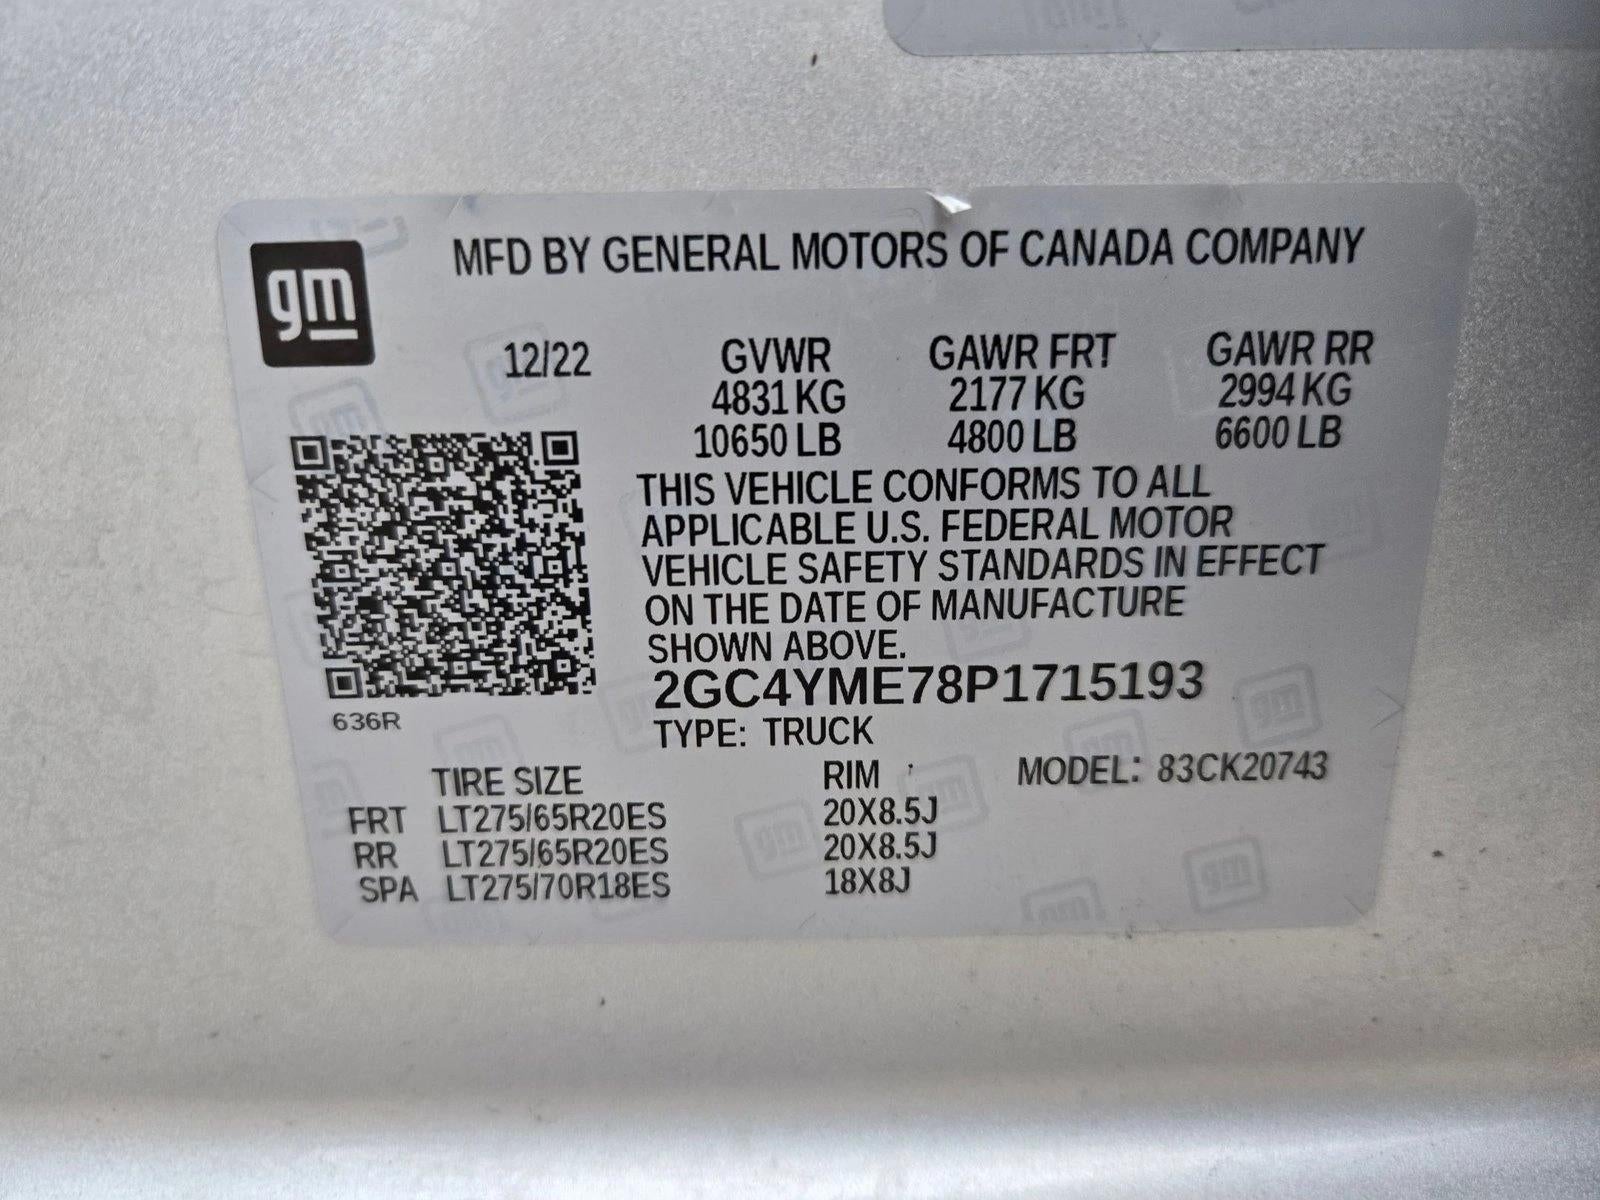 gm
MFD BY GENERAL MOTORS OF CANADA COMPANY
12/22 GVWR GAWR FRT GAWR RR
4831 KG 2177 KG 2994 KG
10650 LB 4800 LB 6600 LB
THIS VEHICLE CONFORMS TO ALL
APPLICABLE U.S. FEDERAL MOTOR
VEHICLE SAFETY STANDARDS IN EFFECT
ON THE DATE OF MANUFACTURE
SHOWN ABOVE.
2GC4YME78P1715193
636R
TYPE: TRUCK
TIRE SIZE RIM MODEL: 83CK20743
FRT LT275/65R20ES 20X8.5J
RR LT275/65R20ES 20X8.5J
SPA LT275/70R18ES 18X8J